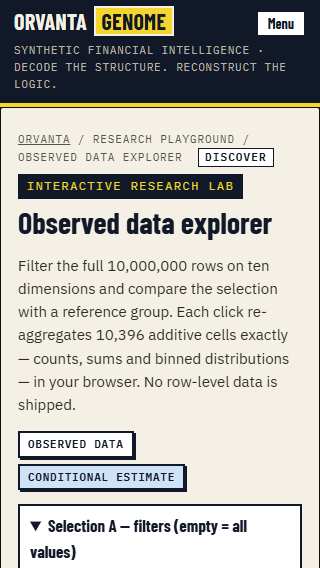 ORVANTA GENOME
Menu
SYNTHETIC FINANCIAL INTELLIGENCE ·
DECODE THE STRUCTURE. RECONSTRUCT THE
LOGIC.
ORVANTA / RESEARCH PLAYGROUND /
OBSERVED DATA EXPLORER DISCOVER
INTERACTIVE RESEARCH LAB
Observed data explorer
Filter the full 10,000,000 rows on ten
dimensions and compare the selection
with a reference group. Each click re-
aggregates 10,396 additive cells exactly
— counts, sums and binned distributions
— in your browser. No row-level data is
shipped.
OBSERVED DATA
CONDITIONAL ESTIMATE
▼ Selection A — filters (empty = all
values)